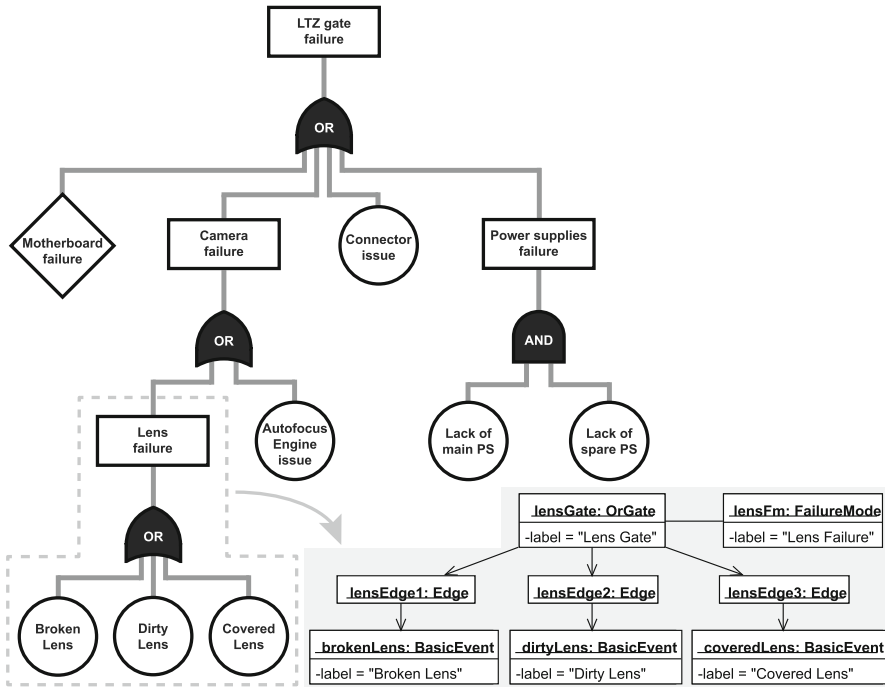 LTZ gate
failure
OR
Motherboard
failure
Camera
failure
Connector
issue
Power supplies
failure
OR
AND
Lens
failure
Autofocus
Engine
issue
Lack of
main PS
Lack of
spare PS
OR
Broken
Lens
Dirty
Lens
Covered
Lens
lensGate: OrGate
-label = "Lens Gate"
lensFm: FailureMode
-label = "Lens Failure"
lensEdge1: Edge
lensEdge2: Edge
lensEdge3: Edge
brokenLens: BasicEvent
-label = "Broken Lens"
dirtyLens: BasicEvent
-label = "Dirty Lens"
coveredLens: BasicEvent
-label = "Covered Lens"